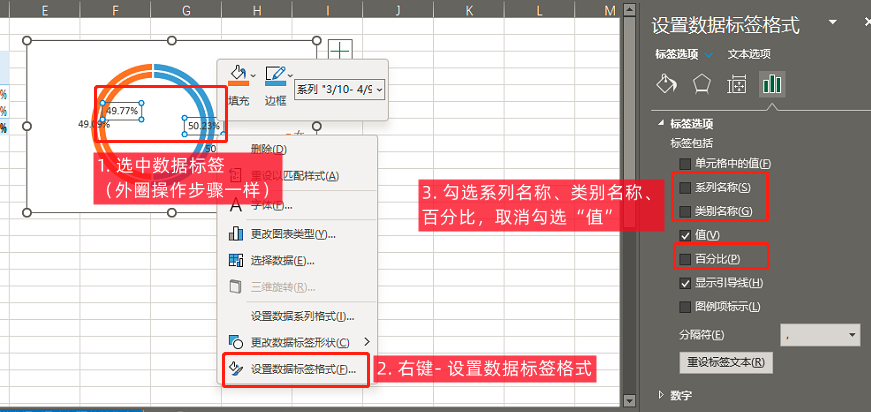 E F G H I J K L M
设置数据标签格式
标签选项 文本选项
标签选项
标签包括
单元格中的值(F)
系列名称(S)
类别名称(G)
值(V)
百分比(P)
显示引导线(H)
图例项标示(L)
分隔符(E) ,
重设标签文本(R)
数字
填充 边框 系列 "3/10- 4/9
49.77%
49.09%
50.23%
50
%
%
%
1. 选中数据标签
（外圈操作步骤一样）
删除(D)
重设以匹配样式(A)
A 字体(F)...
更改图表类型(Y)...
选择数据(E)...
三维旋转(R)...
设置数据系列格式(I)...
更改数据标签形状(C)
设置数据标签格式(F)...
2. 右键- 设置数据标签格式
3. 勾选系列名称、类别名称、
百分比，取消勾选“值”